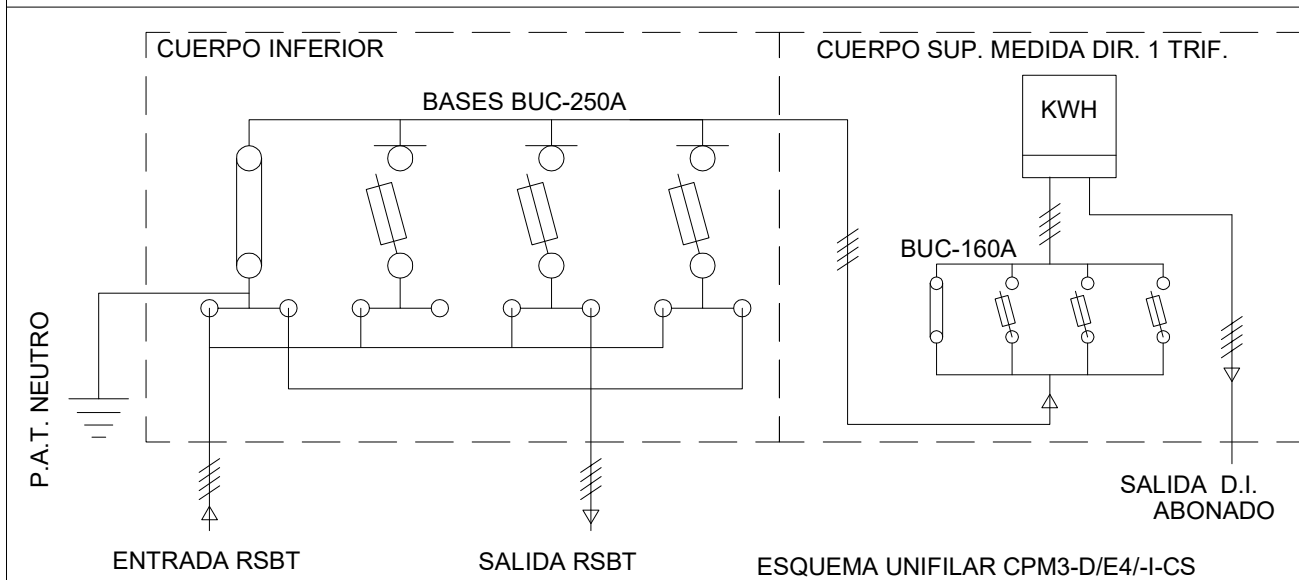 CUERPO INFERIOR
CUERPO SUP. MEDIDA DIR. 1 TRIF.
BASES BUC-250A
KWH
BUC-160A
P.A.T. NEUTRO
SALIDA D.I.
ABONADO
ENTRADA RSBT
SALIDA RSBT
ESQUEMA UNIFILAR CPM3-D/E4/-I-CS